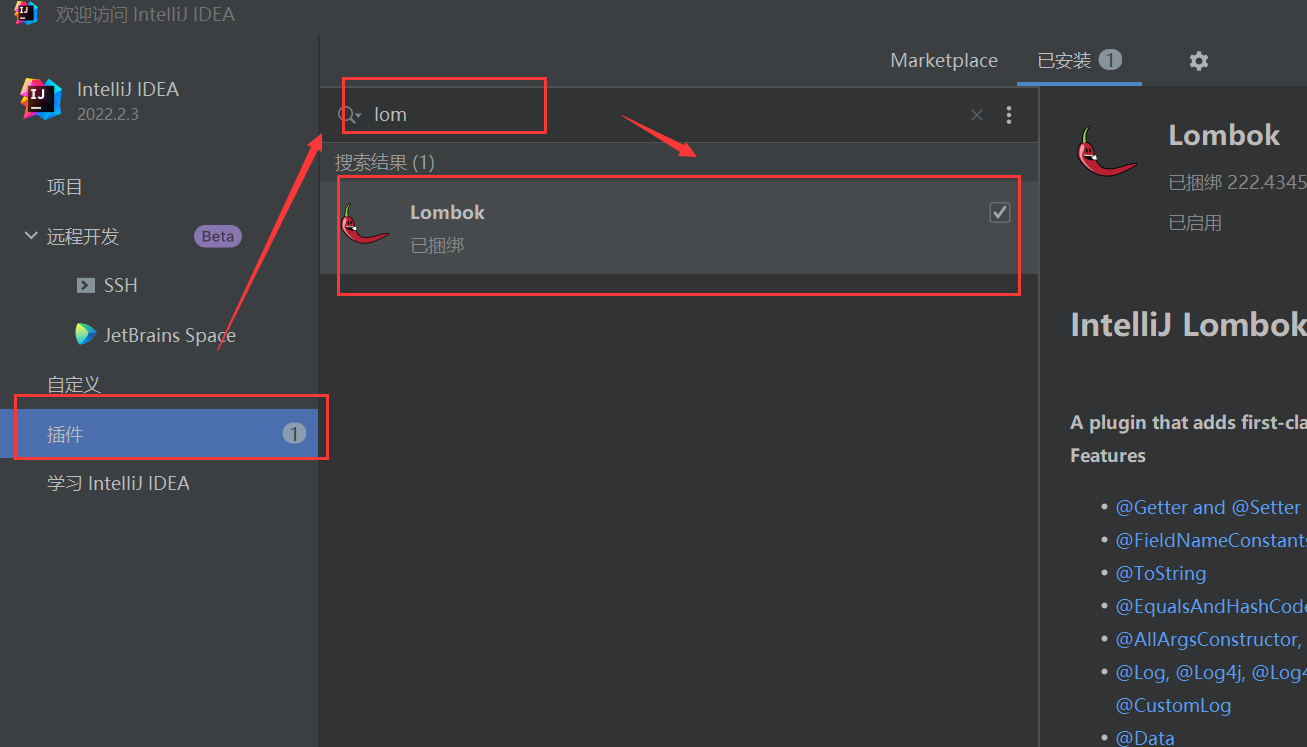 欢迎访问 IntelliJ IDEA
IntelliJ IDEA
2022.2.3
项目
远程开发 Beta
SSH
JetBrains Space
自定义
插件 1
学习 IntelliJ IDEA
Marketplace 已安装 1
lom
搜索结果 (1)
Lombok
已捆绑
Lombok
已捆绑 222.4345
已启用
IntelliJ Lombok
A plugin that adds first-cla
Features
@Getter and @Setter
@FieldNameConstants
@ToString
@EqualsAndHashCode
@AllArgsConstructor,
@Log, @Log4j, @Log4
@CustomLog
@Data